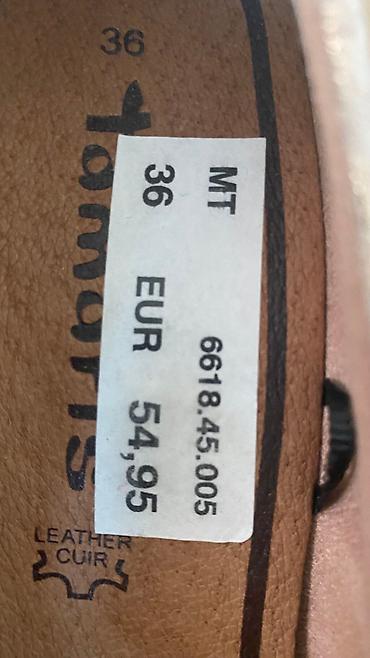 36
Tamaris
MT 6618.45.005
36 EUR 54,95
LEATHER
CUIR